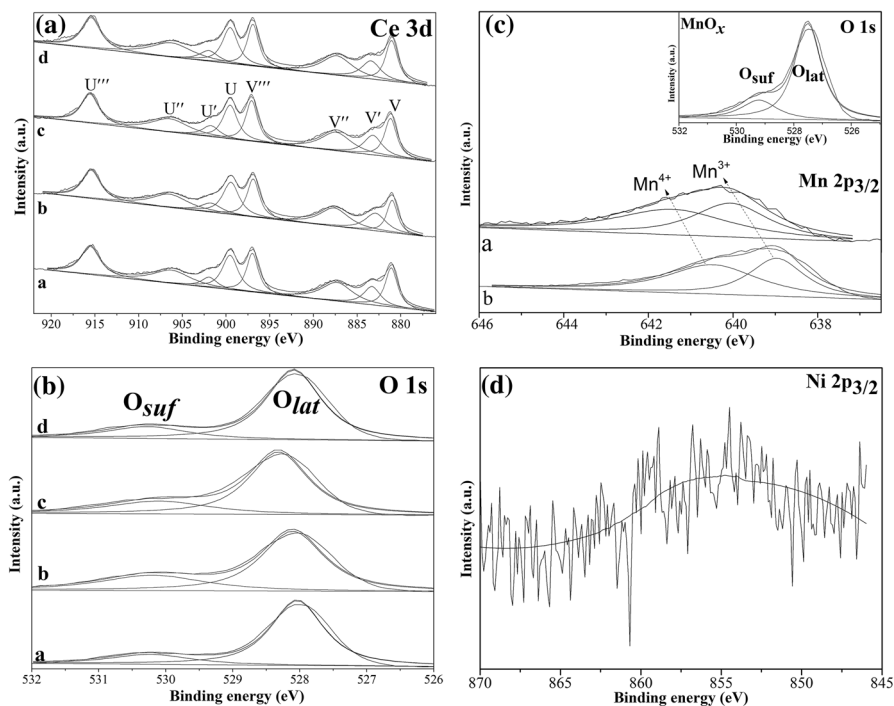 (a)
Ce 3d
d
U′′′ U′′ U′ U V′′′ V′′ V′ V
c
b
a
920 915 910 905 900 895 890 885 880
Binding energy (eV)
Intensity (a.u.)
(c)
O 1s
MnOx
Osuf
Olat
Intensity (a.u.)
532 530 528 526
Binding energy (eV)
Mn 2p3/2
Mn4+
Mn3+
a
b
646 644 642 640 638
Binding energy (eV)
Intensity (a.u.)
(b)
O 1s
Osuf
Olat
d
c
b
a
532 531 530 529 528 527 526
Binding energy (eV)
Intensity (a.u.)
(d)
Ni 2p3/2
870 865 860 855 850 845
Binding energy (eV)
Intensity (a.u.)